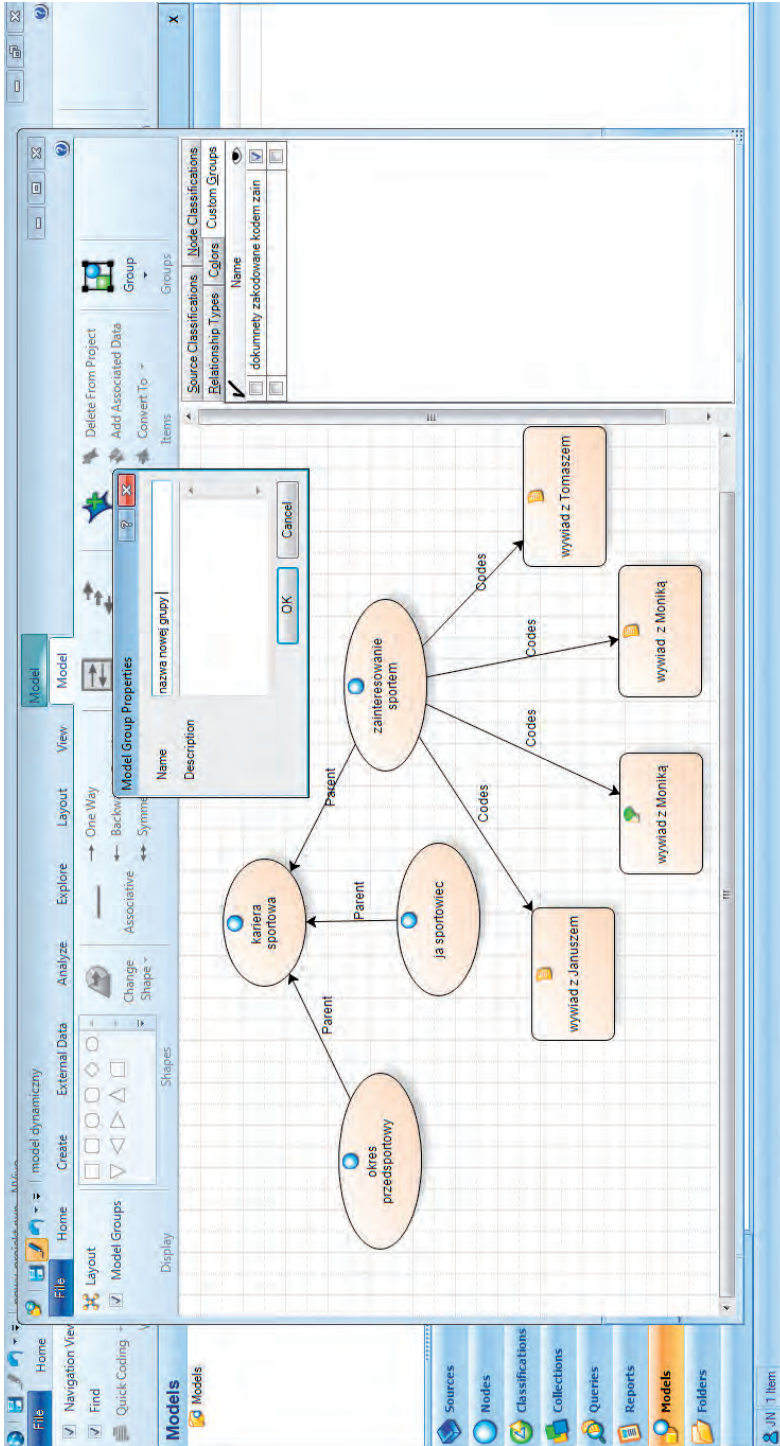 nowy projekt.nvp - NVivo
File
Home
Navigation View
Find
Quick Coding
Models
Models
Sources
Nodes
Classifications
Collections
Queries
Reports
Models
Folders
JN
1 Item
model dynamiczny
Model
File
Home
Create
External Data
Analyze
Explore
Layout
View
Model
Layout
Model Groups
Display
Shapes
Change
Shape
Associative
One Way
Symme
Delete From Project
Add Associated Data
Convert To
Items
Group
Groups
Model Group Properties
Name
nazwa nowej grupy
Description
OK
Cancel
kariera
sportowa
Parent
Parent
Parent
okres
przedsportowy
ja sportowiec
zainteresowanie
sportem
Codes
Codes
Codes
Codes
wywiad z Januszem
wywiad z Moniką
wywiad z Moniką
wywiad z Tomaszem
Source Classifications
Node Classifications
Relationship Types
Colors
Custom Groups
Name
dokumnety zakodowane kodem zain